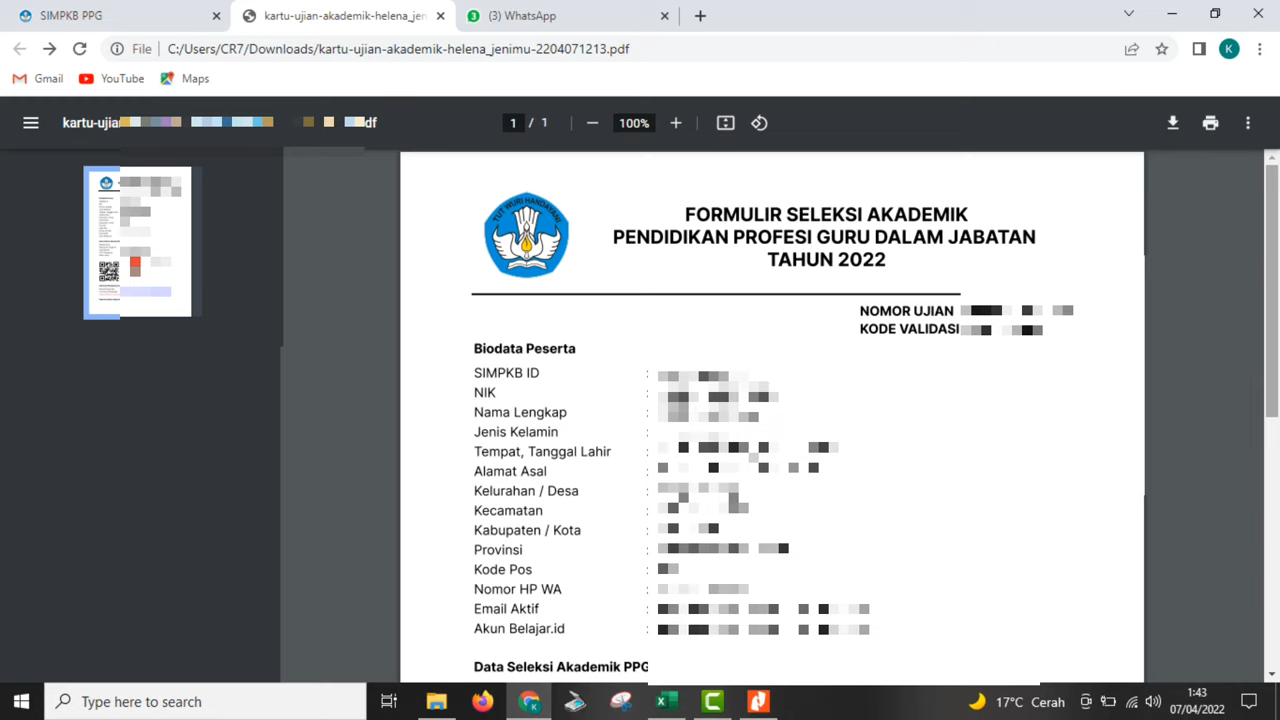 SIMPKB PPG
kartu-ujian-akademik-helena_jen
(3) WhatsApp
File
C:/Users/CR7/Downloads/kartu-ujian-akademik-helena_jenimu-2204071213.pdf
K
Gmail
YouTube
Maps
kartu-ujia
df
1 / 1
100%
TUT WURI HANDAYANI
FORMULIR SELEKSI AKADEMIK
PENDIDIKAN PROFESI GURU DALAM JABATAN
TAHUN 2022
NOMOR UJIAN
KODE VALIDASI
Biodata Peserta
SIMPKB ID :
NIK :
Nama Lengkap :
Jenis Kelamin :
Tempat, Tanggal Lahir :
Alamat Asal :
Kelurahan / Desa :
Kecamatan :
Kabupaten / Kota :
Provinsi :
Kode Pos :
Nomor HP WA :
Email Aktif :
Akun Belajar.id :
Data Seleksi Akademik PPG
Type here to search
17°C Cerah
1:43
07/04/2022